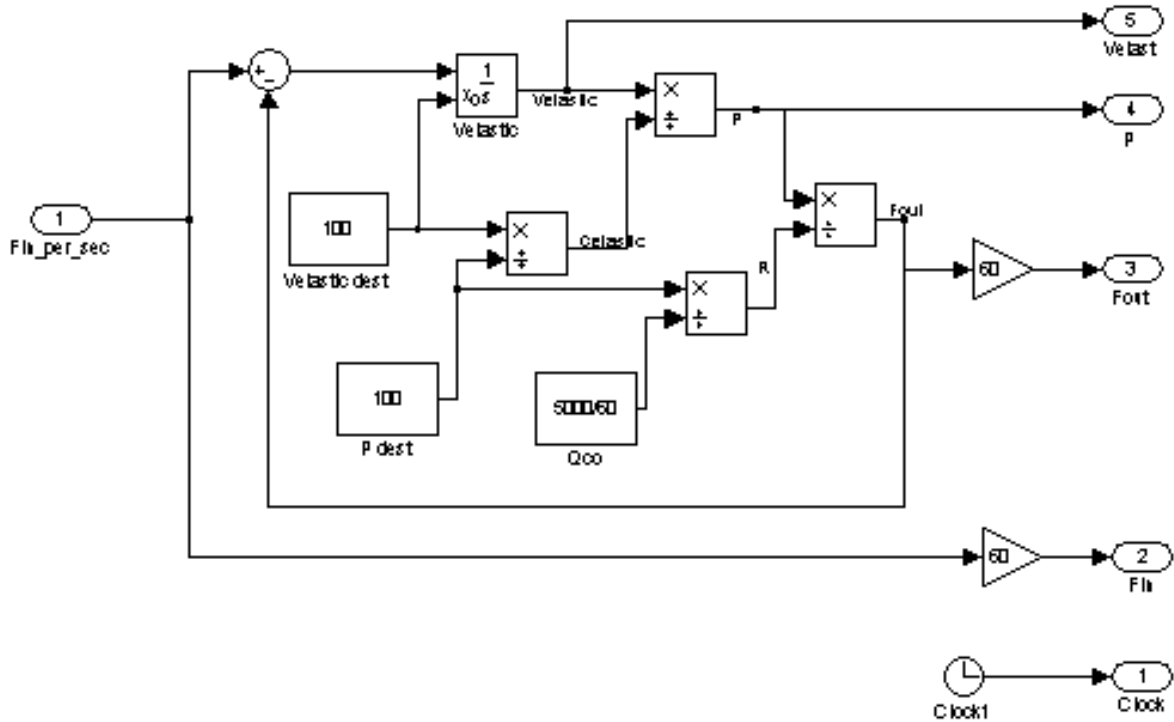 5
Velast
1
x₀s
Velastic
Velastic
+
-
×
÷
P
4
P
1
Fin_per_sec
100
Velastic dest
×
÷
Celastic
×
÷
Fout
R
×
÷
60
3
Fout
100
P dest
5000/60
Qco
60
2
Fin
Clock1
1
Clock